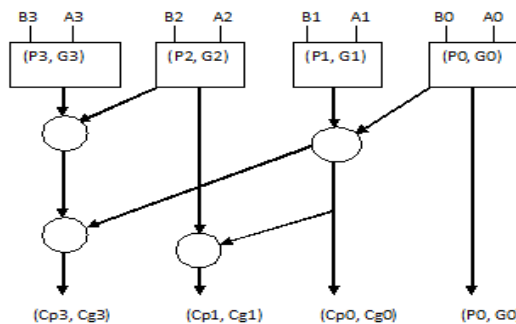 B3 A3 B2 A2 B1 A1 B0 A0
(P3, G3) (P2, G2) (P1, G1) (P0, G0)
(Cp3, Cg3) (Cp1, Cg1) (Cp0, Cg0) (P0, G0)